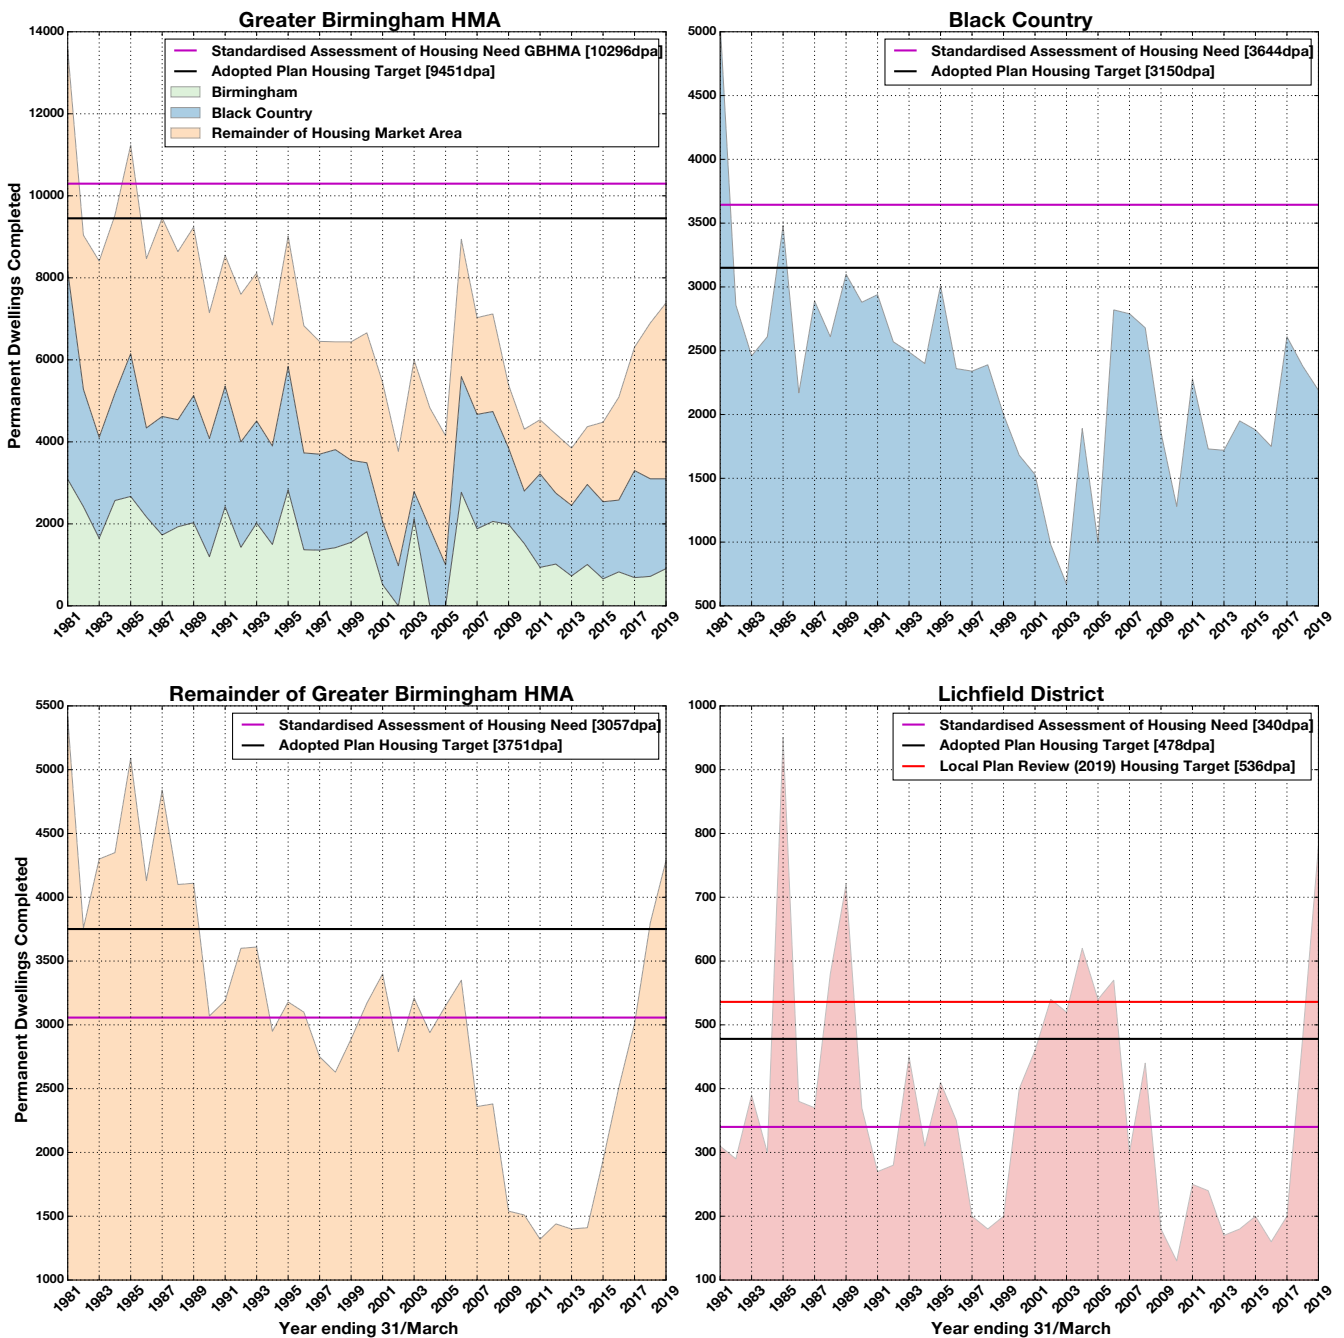 Greater Birmingham HMA
Permanent Dwellings Completed
14000
12000
10000
8000
6000
4000
2000
0
Standardised Assessment of Housing Need GBHMA [10296dpa]
Adopted Plan Housing Target [9451dpa]
Birmingham
Black Country
Remainder of Housing Market Area
1981 1983 1985 1987 1989 1991 1993 1995 1997 1999 2001 2003 2005 2007 2009 2011 2013 2015 2017 2019
Black Country
5000
4500
4000
3500
3000
2500
2000
1500
1000
500
Standardised Assessment of Housing Need [3644dpa]
Adopted Plan Housing Target [3150dpa]
1981 1983 1985 1987 1989 1991 1993 1995 1997 1999 2001 2003 2005 2007 2009 2011 2013 2015 2017 2019
Remainder of Greater Birmingham HMA
Permanent Dwellings Completed
5500
5000
4500
4000
3500
3000
2500
2000
1500
1000
Standardised Assessment of Housing Need [3057dpa]
Adopted Plan Housing Target [3751dpa]
1981 1983 1985 1987 1989 1991 1993 1995 1997 1999 2001 2003 2005 2007 2009 2011 2013 2015 2017 2019
Year ending 31/March
Lichfield District
1000
900
800
700
600
500
400
300
200
100
Standardised Assessment of Housing Need [340dpa]
Adopted Plan Housing Target [478dpa]
Local Plan Review (2019) Housing Target [536dpa]
1981 1983 1985 1987 1989 1991 1993 1995 1997 1999 2001 2003 2005 2007 2009 2011 2013 2015 2017 2019
Year ending 31/March